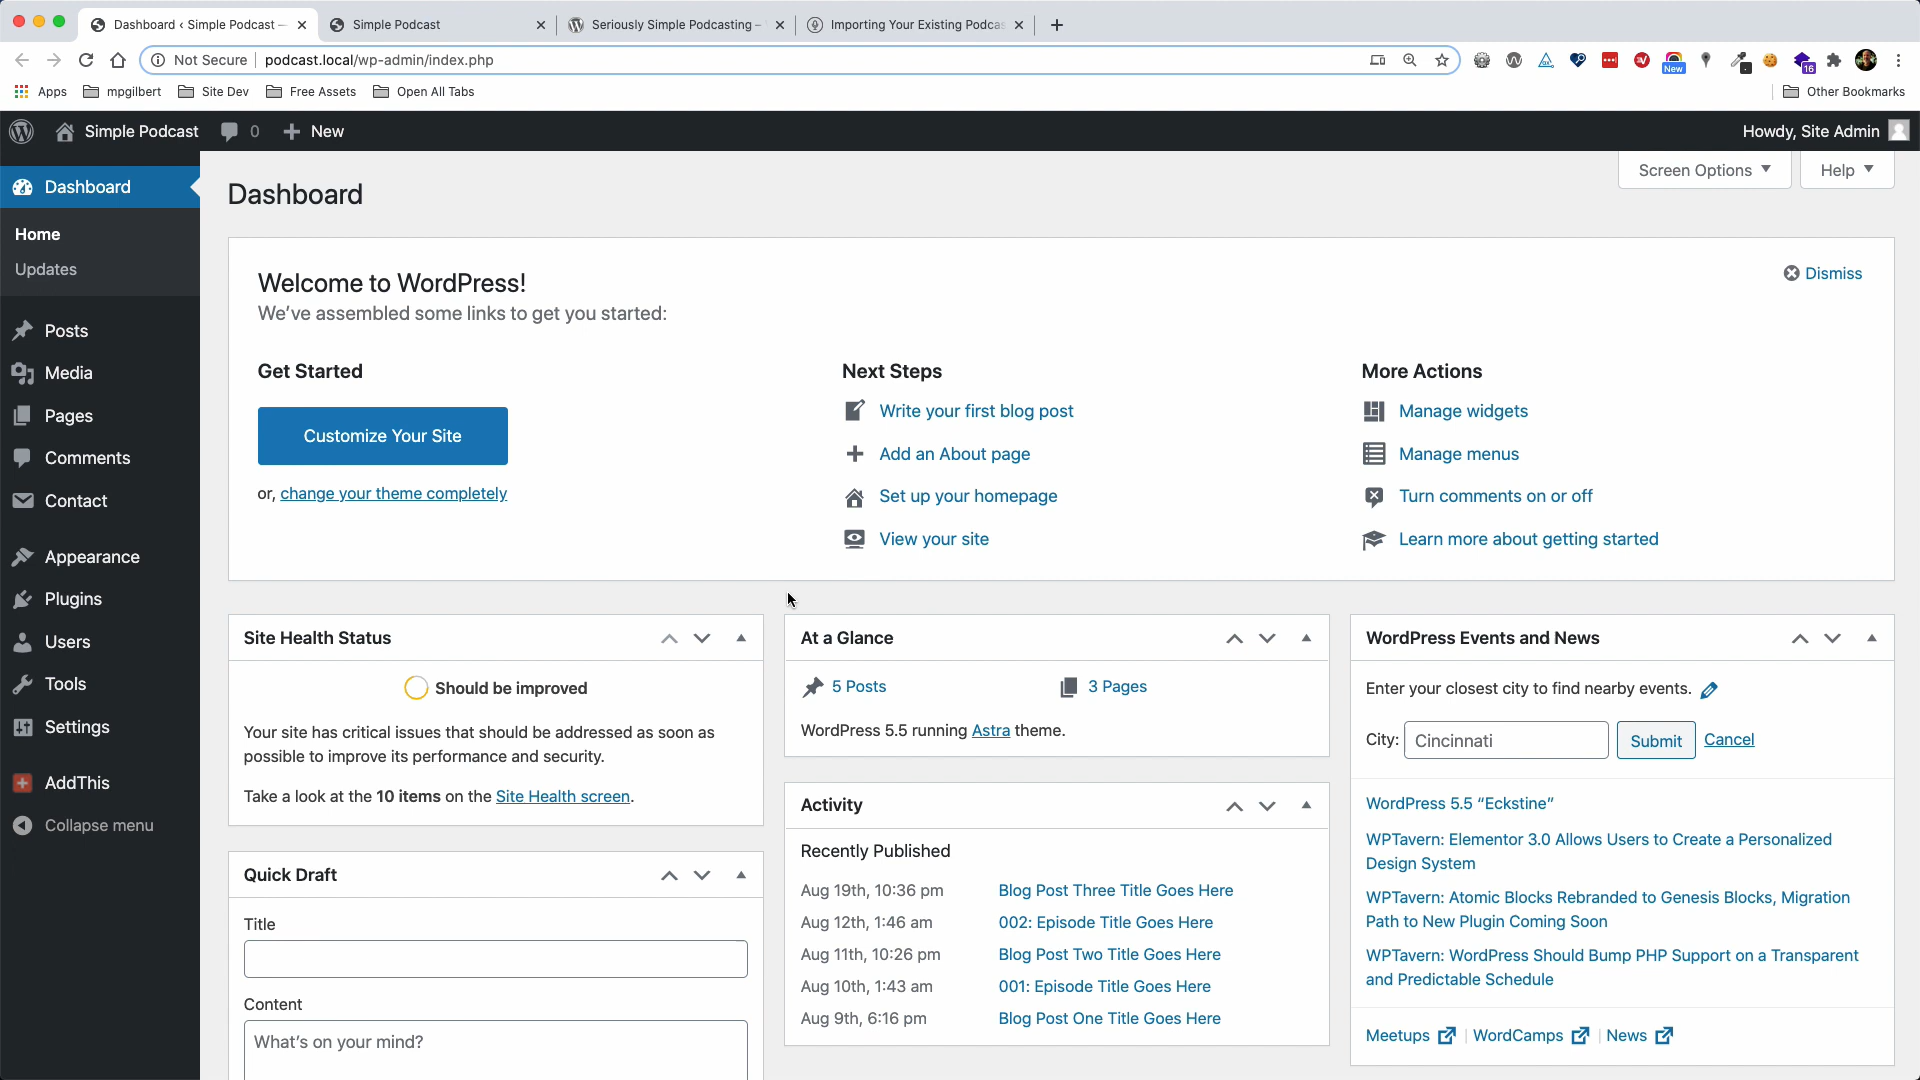 Dashboard ‹ Simple Podcast —
Simple Podcast
Seriously Simple Podcasting –
Importing Your Existing Podcas
Not Secure
podcast.local/wp-admin/index.php
New
16
Apps
mpgilbert
Site Dev
Free Assets
Open All Tabs
Other Bookmarks
Simple Podcast
0
New
Howdy, Site Admin
Dashboard
Home
Updates
Posts
Media
Pages
Comments
Contact
Appearance
Plugins
Users
Tools
Settings
AddThis
Collapse menu
Screen Options
Help
Dashboard
Welcome to WordPress!
We've assembled some links to get you started:
Dismiss
Get Started
Customize Your Site
or, change your theme completely
Next Steps
Write your first blog post
Add an About page
Set up your homepage
View your site
More Actions
Manage widgets
Manage menus
Turn comments on or off
Learn more about getting started
Site Health Status
Should be improved
Your site has critical issues that should be addressed as soon as
possible to improve its performance and security.
Take a look at the 10 items on the Site Health screen.
Quick Draft
Title
Content
What's on your mind?
At a Glance
5 Posts
3 Pages
WordPress 5.5 running Astra theme.
Activity
Recently Published
Aug 19th, 10:36 pm Blog Post Three Title Goes Here
Aug 12th, 1:46 am 002: Episode Title Goes Here
Aug 11th, 10:26 pm Blog Post Two Title Goes Here
Aug 10th, 1:43 am 001: Episode Title Goes Here
Aug 9th, 6:16 pm Blog Post One Title Goes Here
WordPress Events and News
Enter your closest city to find nearby events.
City: Cincinnati Submit Cancel
WordPress 5.5 “Eckstine”
WPTavern: Elementor 3.0 Allows Users to Create a Personalized
Design System
WPTavern: Atomic Blocks Rebranded to Genesis Blocks, Migration
Path to New Plugin Coming Soon
WPTavern: WordPress Should Bump PHP Support on a Transparent
and Predictable Schedule
Meetups | WordCamps | News